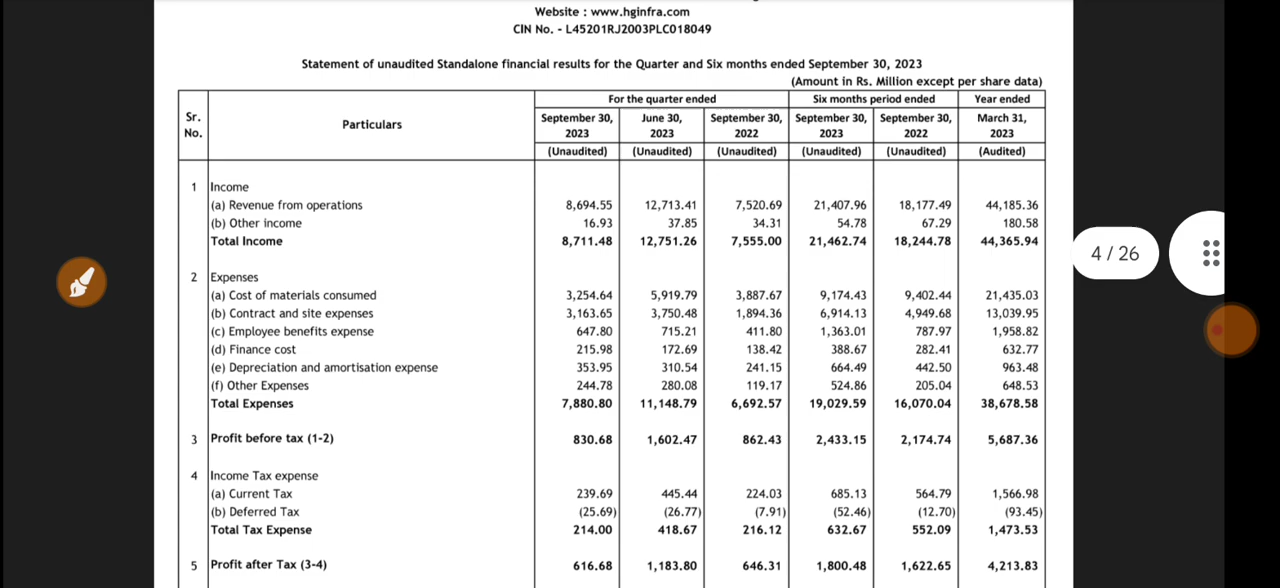 Website : www.hginfra.com
CIN No. - L45201RJ2003PLC018049
Statement of unaudited Standalone financial results for the Quarter and Six months ended September 30, 2023
(Amount in Rs. Million except per share data)
Sr. No. Particulars For the quarter ended Six months period ended Year ended
September 30, 2023 June 30, 2023 September 30, 2022 September 30, 2023 September 30, 2022 March 31, 2023
(Unaudited) (Unaudited) (Unaudited) (Unaudited) (Unaudited) (Audited)
1 Income
(a) Revenue from operations 8,694.55 12,713.41 7,520.69 21,407.96 18,177.49 44,185.36
(b) Other income 16.93 37.85 34.31 54.78 67.29 180.58
Total Income 8,711.48 12,751.26 7,555.00 21,462.74 18,244.78 44,365.94
2 Expenses
(a) Cost of materials consumed 3,254.64 5,919.79 3,887.67 9,174.43 9,402.44 21,435.03
(b) Contract and site expenses 3,163.65 3,750.48 1,894.36 6,914.13 4,949.68 13,039.95
(c) Employee benefits expense 647.80 715.21 411.80 1,363.01 787.97 1,958.82
(d) Finance cost 215.98 172.69 138.42 388.67 282.41 632.77
(e) Depreciation and amortisation expense 353.95 310.54 241.15 664.49 442.50 963.48
(f) Other Expenses 244.78 280.08 119.17 524.86 205.04 648.53
Total Expenses 7,880.80 11,148.79 6,692.57 19,029.59 16,070.04 38,678.58
3 Profit before tax (1-2) 830.68 1,602.47 862.43 2,433.15 2,174.74 5,687.36
4 Income Tax expense
(a) Current Tax 239.69 445.44 224.03 685.13 564.79 1,566.98
(b) Deferred Tax (25.69) (26.77) (7.91) (52.46) (12.70) (93.45)
Total Tax Expense 214.00 418.67 216.12 632.67 552.09 1,473.53
5 Profit after Tax (3-4) 616.68 1,183.80 646.31 1,800.48 1,622.65 4,213.83
4 / 26